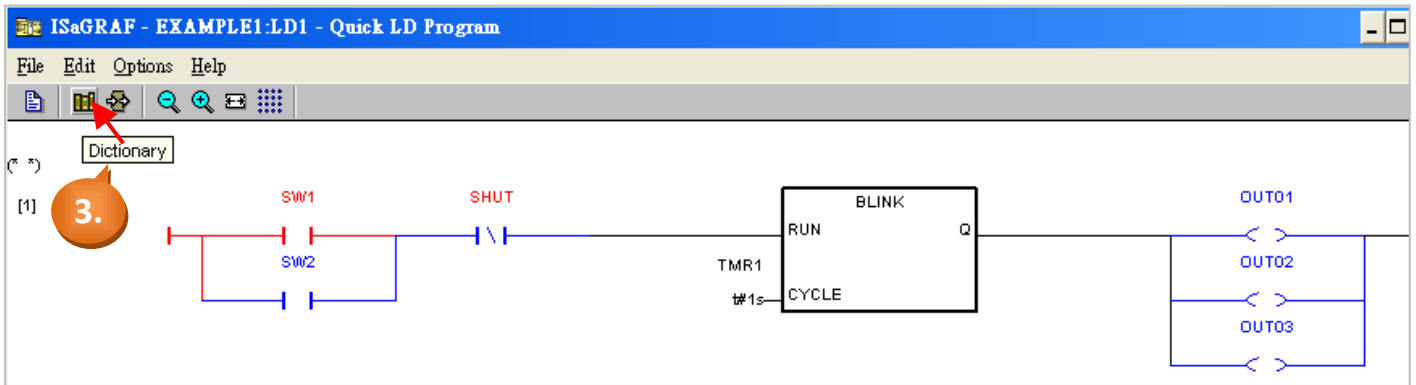 ISaGRAF - EXAMPLE1:LD1 - Quick LD Program
File Edit Options Help
Dictionary
(* *)
3.
[1]
SW1
SHUT
BLINK
OUT01
RUN
Q
SW2
TMR1
OUT02
t#1s
CYCLE
OUT03